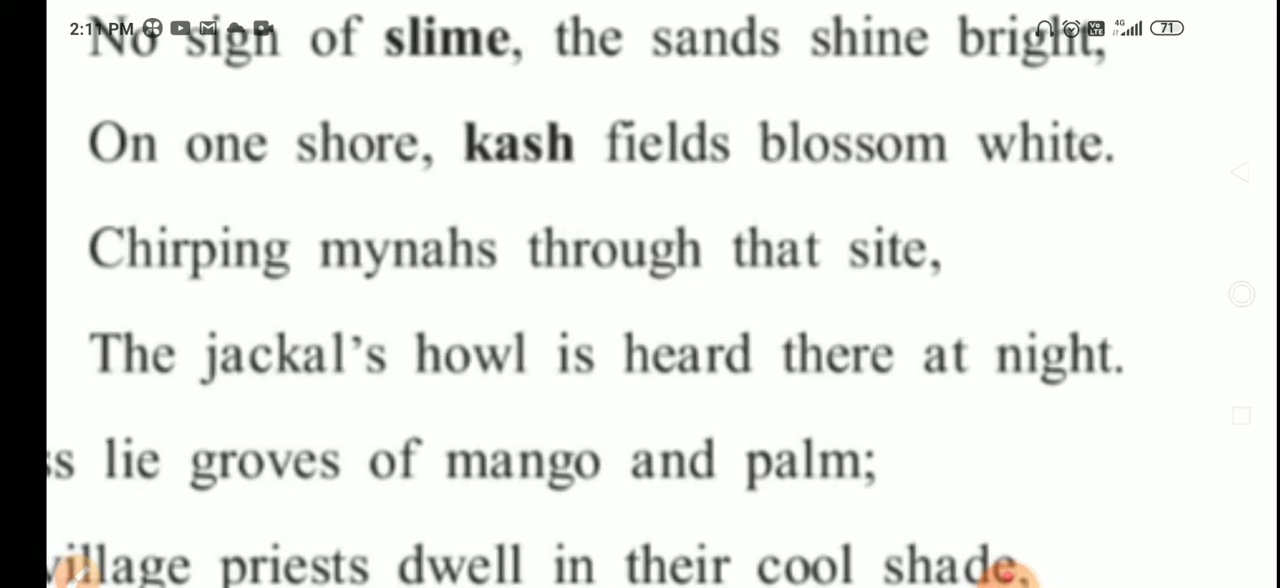 2:11 PM 4G 71
No sign of slime, the sands shine bright,
On one shore, kash fields blossom white.
Chirping mynahs through that site,
The jackal's howl is heard there at night.
lie groves of mango and palm;
village priests dwell in their cool shade,